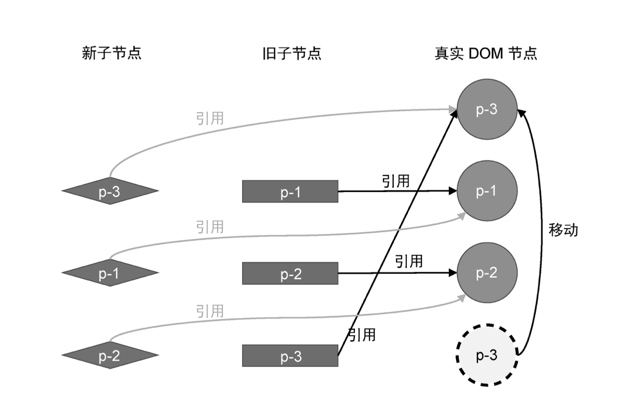 新子节点 旧子节点 真实 DOM 节点
p-3
引用
p-3 p-1 引用 p-1
引用 移动
p-1 p-2 引用 p-2
引用
引用
p-2 p-3 p-3